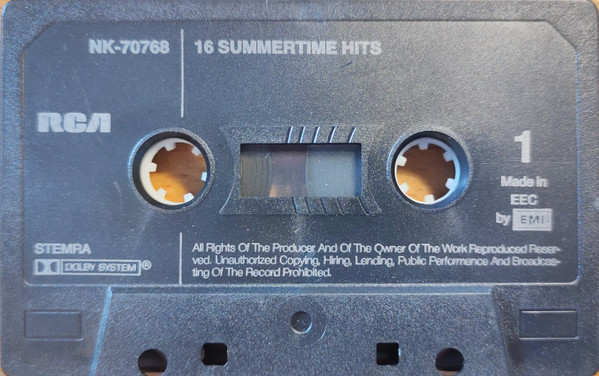 NK-70768
16 SUMMERTIME HITS
RCA
1
Made in
EEC
by EMI
STEMRA
DOLBY SYSTEM®
All Rights Of The Producer And Of The Owner Of The Work Reproduced Reser-
ved. Unauthorized Copying, Hiring, Lending, Public Performance And Broadcas-
ting Of The Record Prohibited.